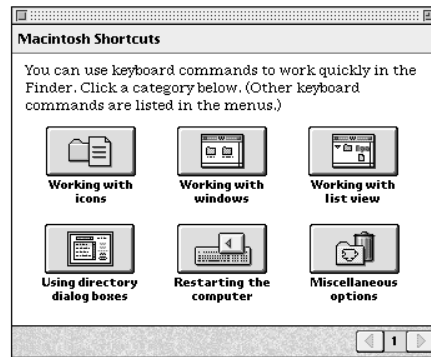 Macintosh Shortcuts
You can use keyboard commands to work quickly in the
Finder. Click a category below. (Other keyboard
commands are listed in the menus.)
Working with
icons
Working with
windows
Working with
list view
Using directory
dialog boxes
Restarting the
computer
Miscellaneous
options
1